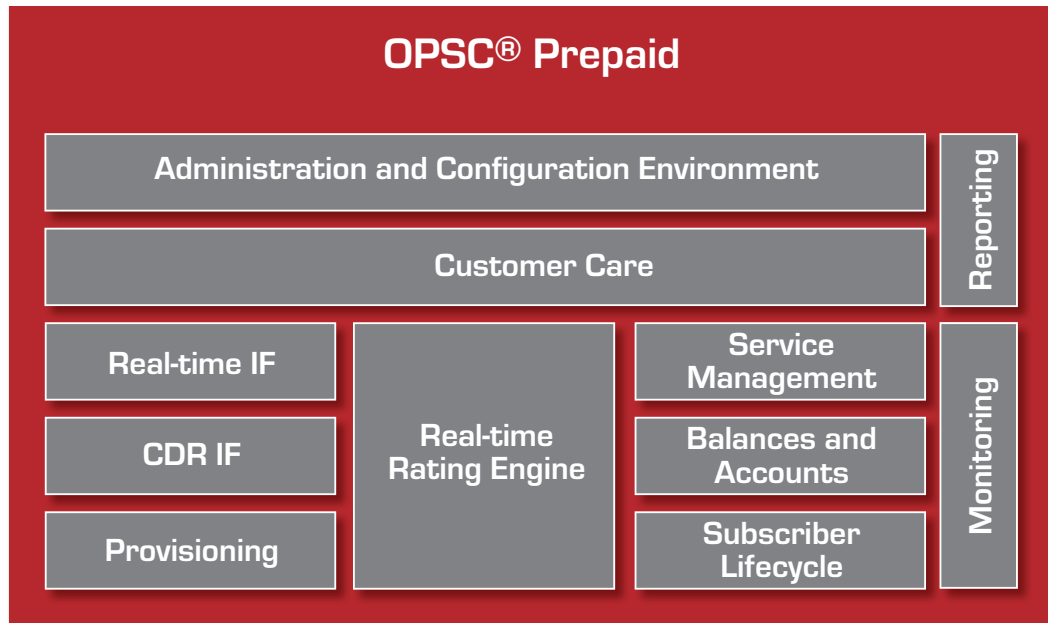 OPSC® Prepaid
Administration and Configuration Environment
Reporting
Customer Care
Real-time IF
Real-time
Rating Engine
Service
Management
Monitoring
CDR IF
Balances and
Accounts
Provisioning
Subscriber
Lifecycle